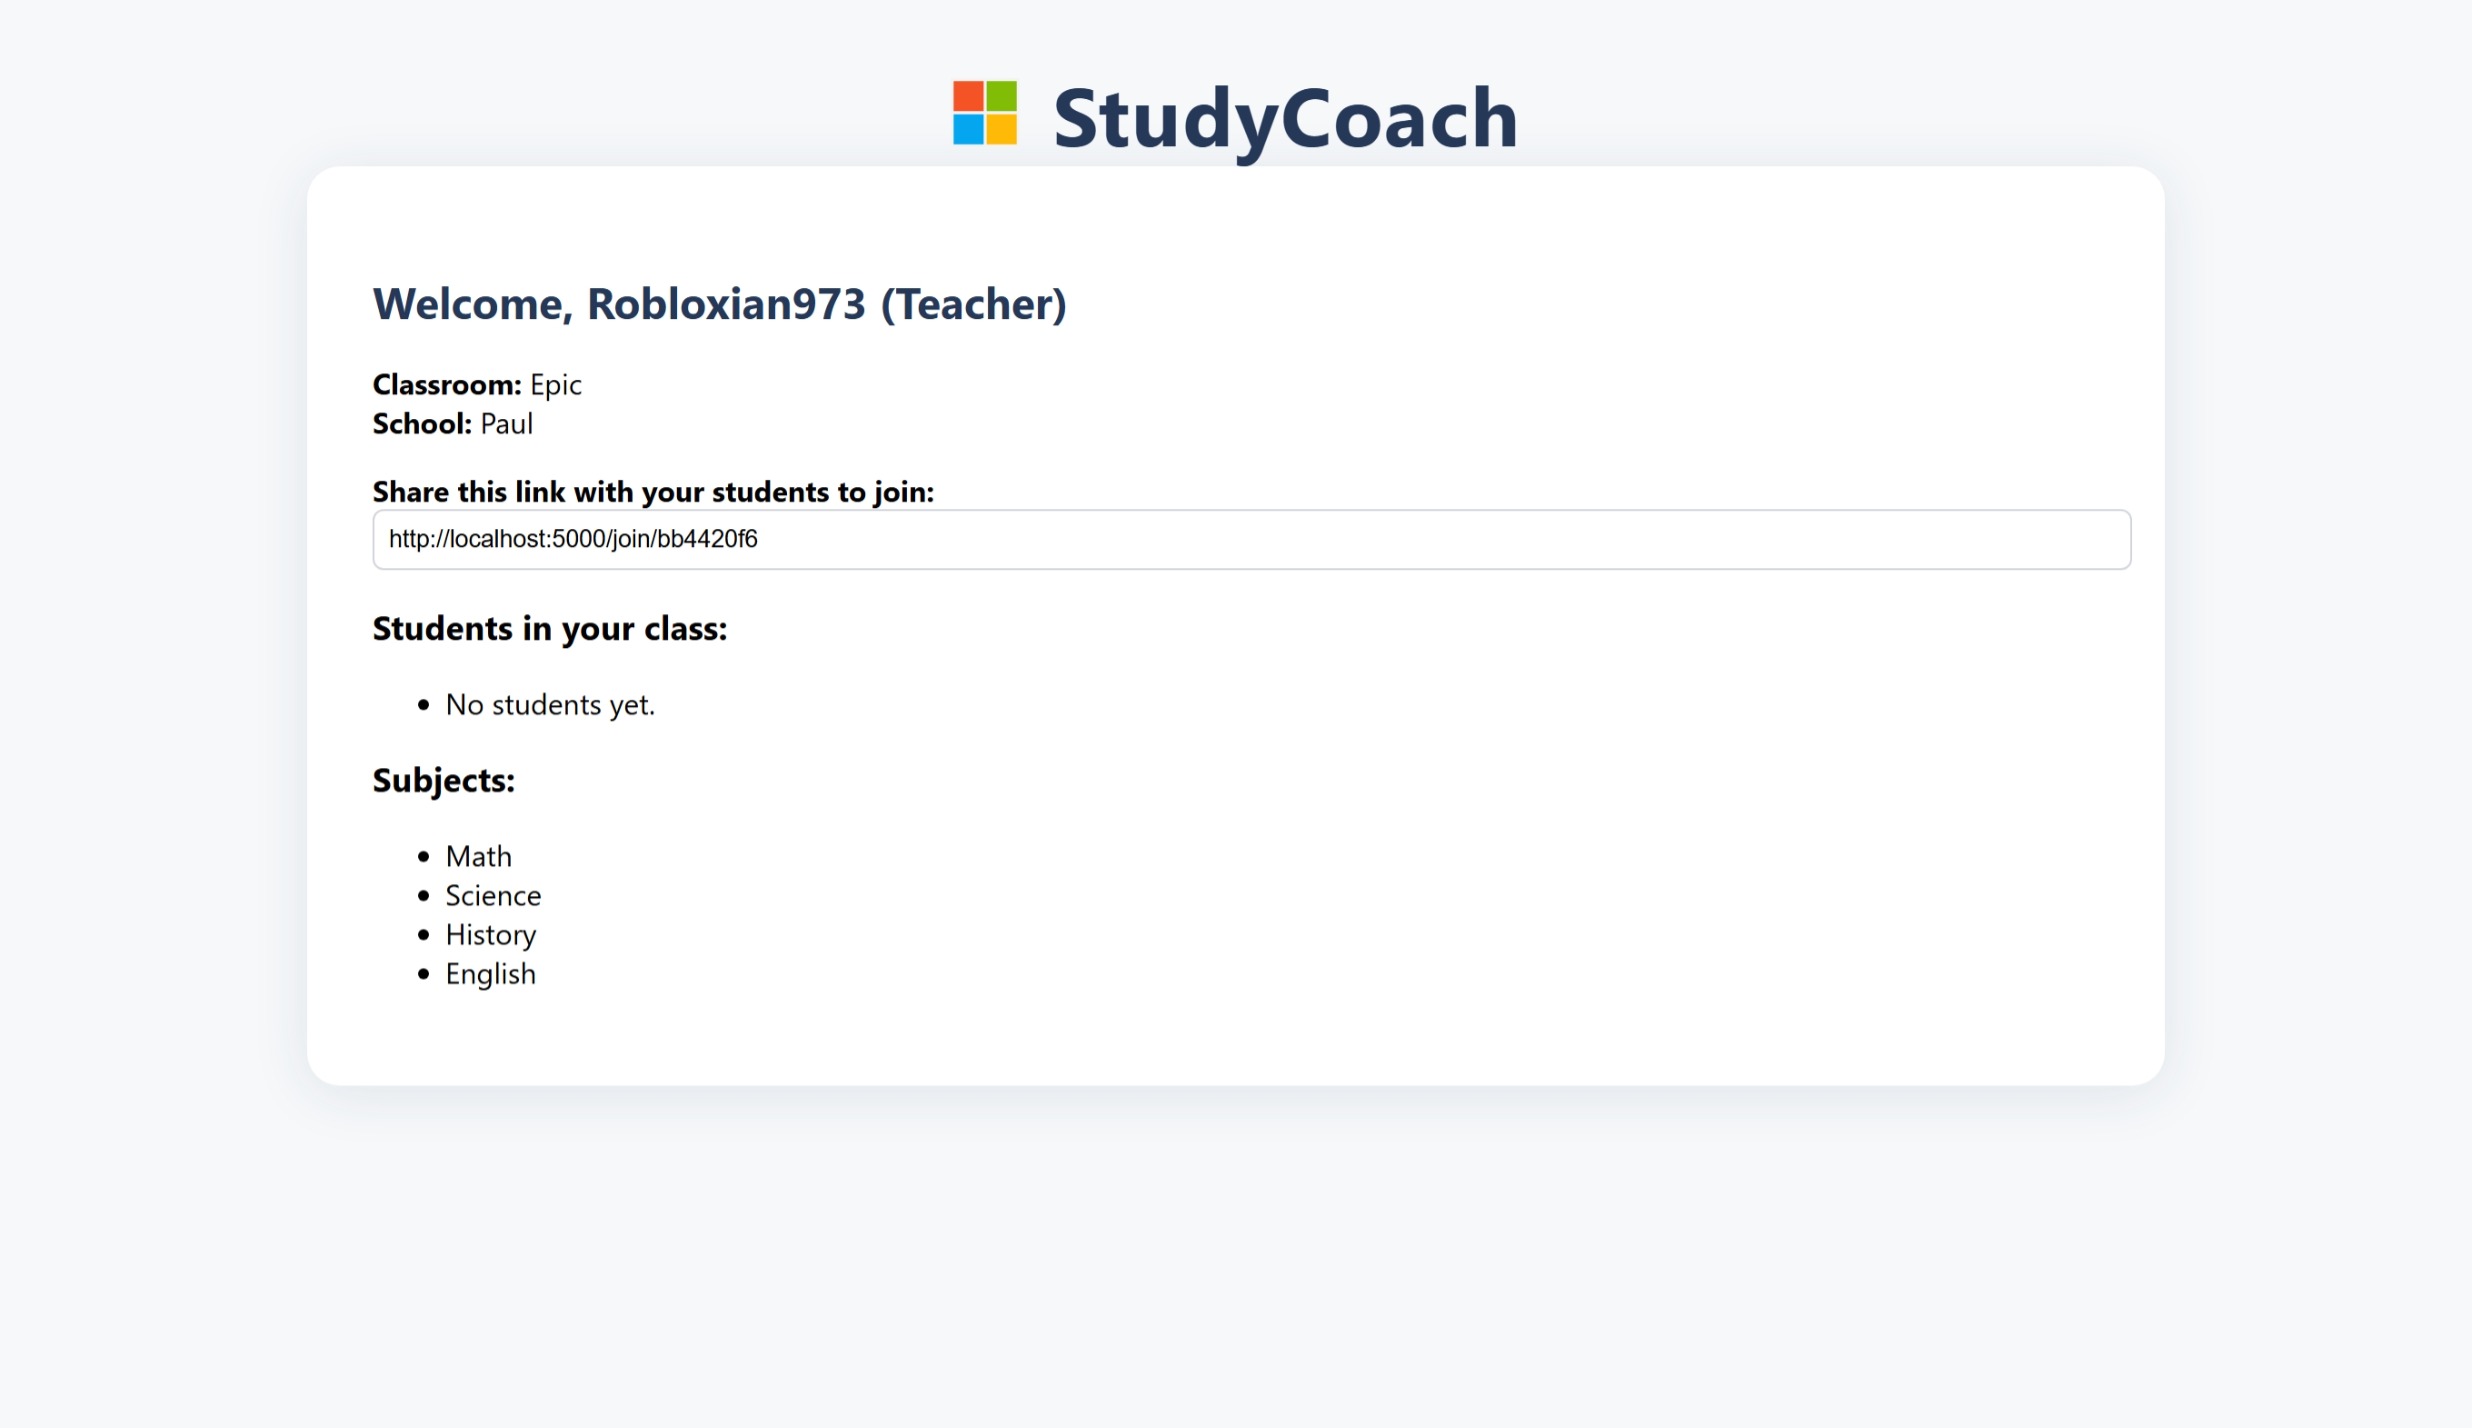 StudyCoach
Welcome, Robloxian973 (Teacher)
Classroom: Epic
School: Paul
Share this link with your students to join:
http://localhost:5000/join/bb4420f6
Students in your class:
No students yet.
Subjects:
Math
Science
History
English